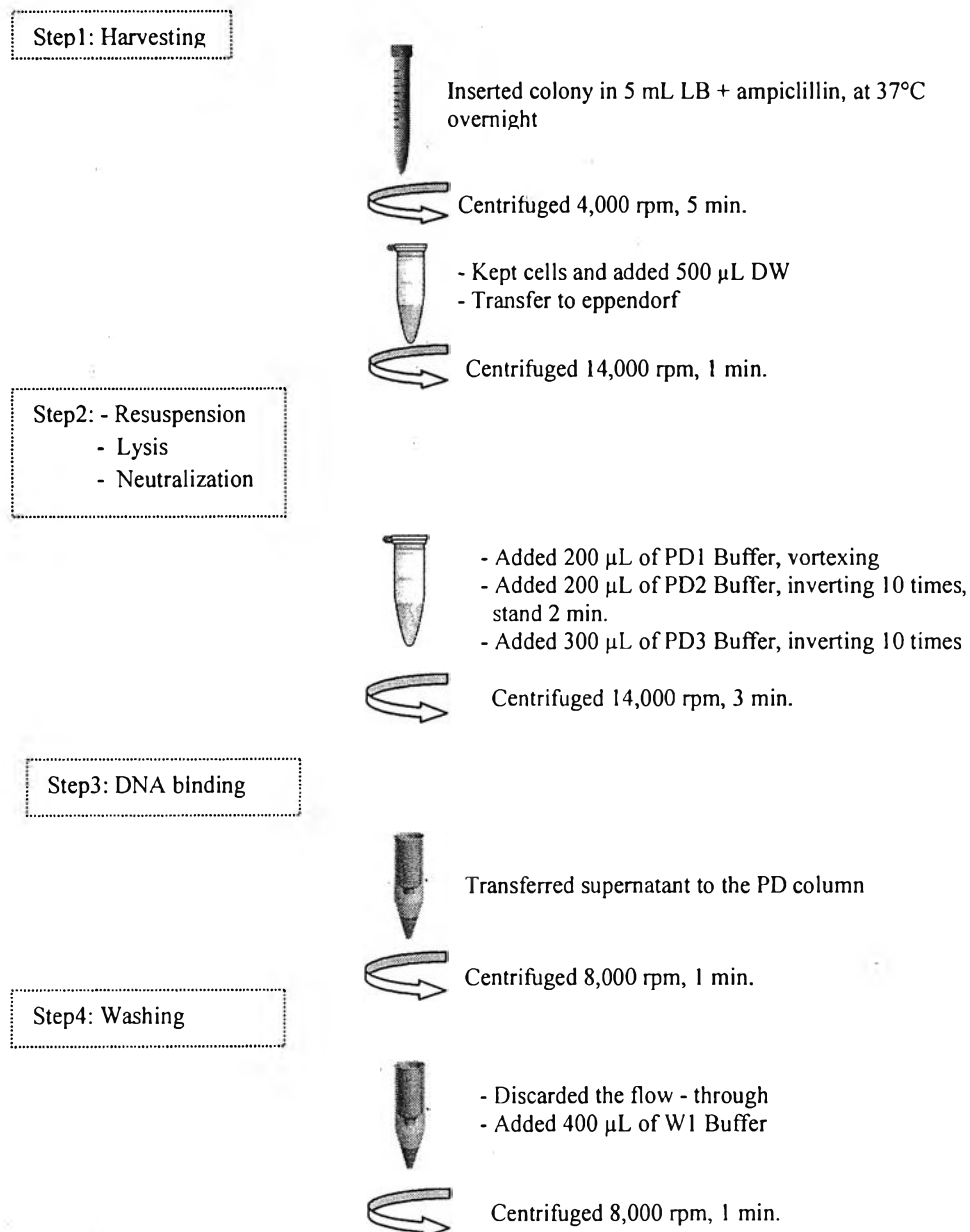 Step1: Harvesting
Inserted colony in 5 mL LB + ampiclillin, at 37°C
overnight
Centrifuged 4,000 rpm, 5 min.
- Kept cells and added 500 µL DW
- Transfer to eppendorf
Centrifuged 14,000 rpm, 1 min.
Step2: - Resuspension
- Lysis
- Neutralization
- Added 200 µL of PD1 Buffer, vortexing
- Added 200 µL of PD2 Buffer, inverting 10 times,
stand 2 min.
- Added 300 µL of PD3 Buffer, inverting 10 times
Centrifuged 14,000 rpm, 3 min.
Step3: DNA binding
Transferred supernatant to the PD column
Centrifuged 8,000 rpm, 1 min.
Step4: Washing
- Discarded the flow - through
- Added 400 µL of W1 Buffer
Centrifuged 8,000 rpm, 1 min.